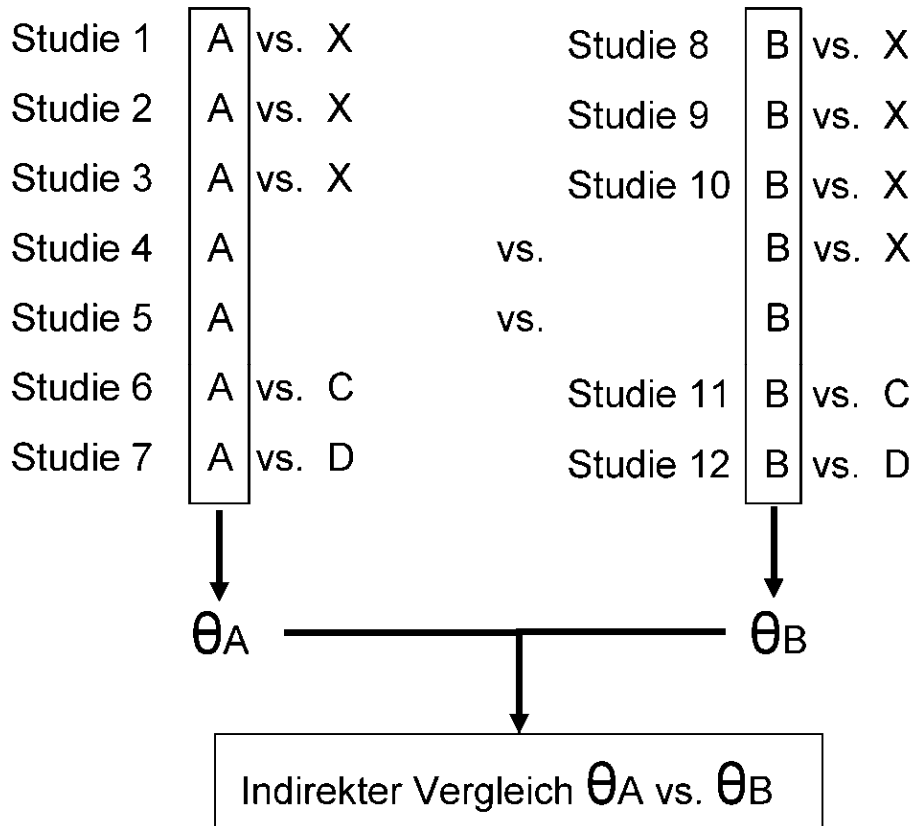 Studie 1 A vs. X Studie 8 B vs. X
Studie 2 A vs. X Studie 9 B vs. X
Studie 3 A vs. X Studie 10 B vs. X
Studie 4 A vs. B vs. X
Studie 5 A vs. B
Studie 6 A vs. C Studie 11 B vs. C
Studie 7 A vs. D Studie 12 B vs. D
θA θB
Indirekter Vergleich θA vs. θB